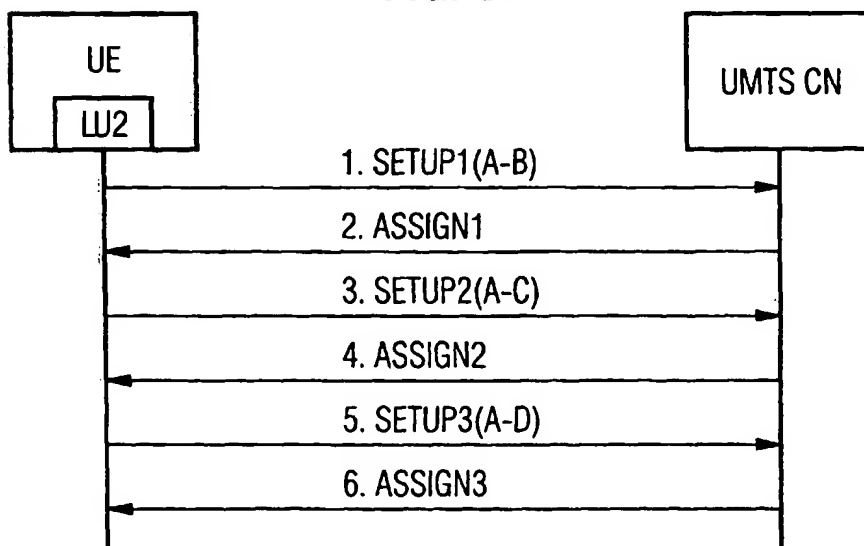 UE
LU2
UMTS CN
1. SETUP1(A-B)
2. ASSIGN1
3. SETUP2(A-C)
4. ASSIGN2
5. SETUP3(A-D)
6. ASSIGN3